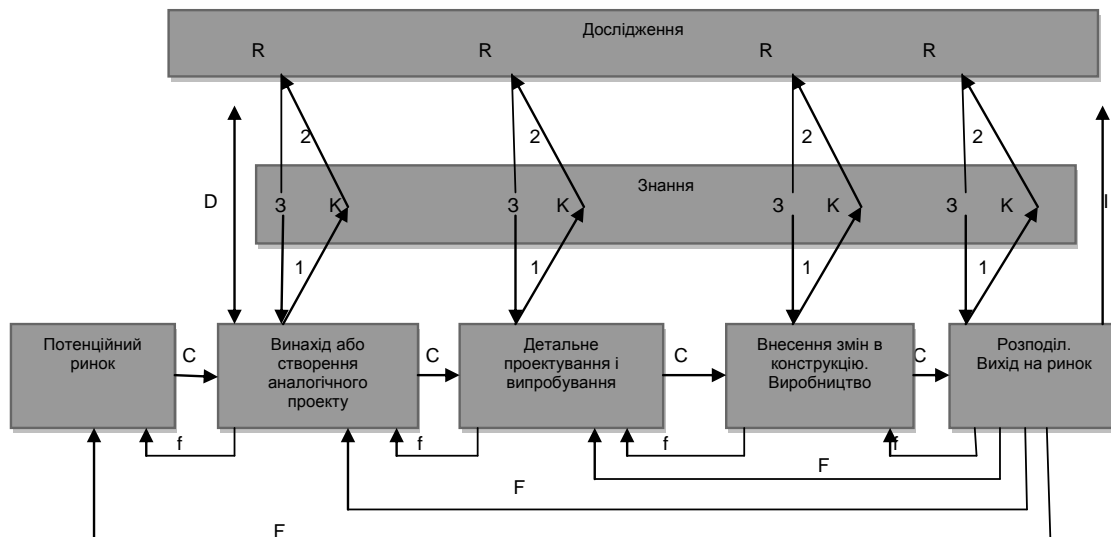 Дослідження
R R R R
2 2 2 2
Знання
D З K З K З K З K I
1 1 1 1
Потенційний
ринок
C
Винахід або
створення
аналогічного
проекту
C
Детальне
проектування і
випробування
C
Внесення змін в
конструкцію.
Виробництво
C
Розподіл.
Вихід на ринок
f f f f
F
F
F